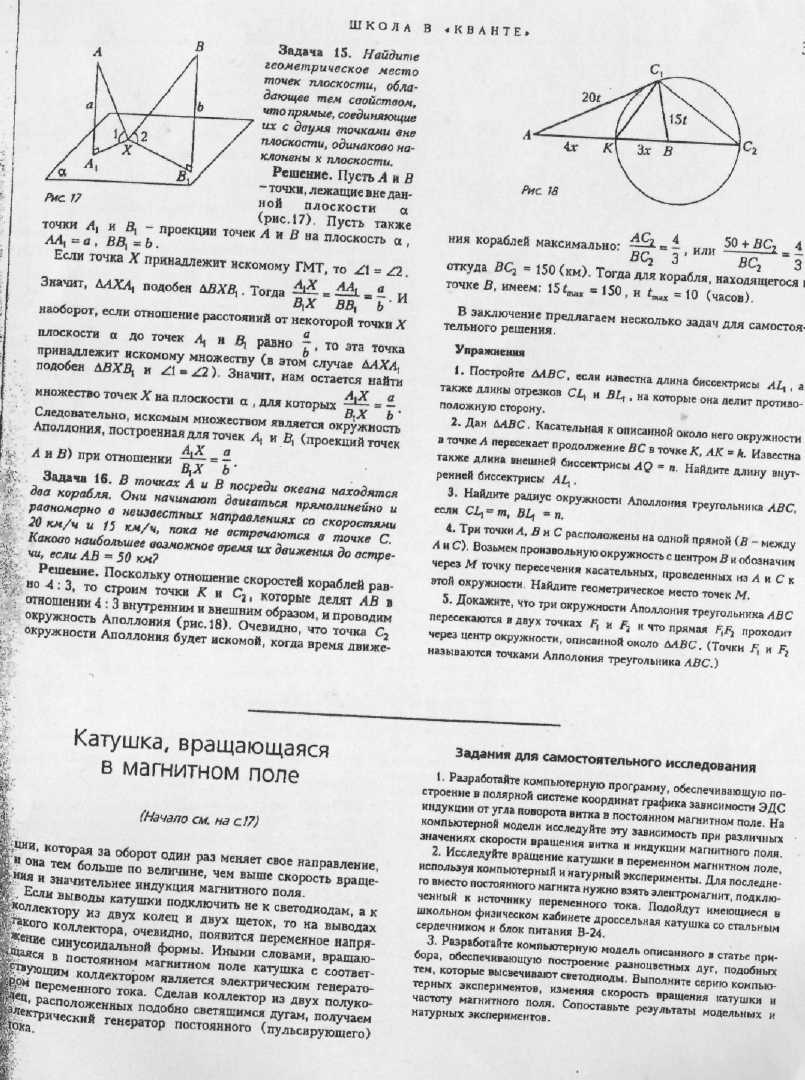 ШКОЛА В «КВАНТЕ»
A
B
a
b
1
2
X
A₁
B₁
α
Рис. 17
Задача 15. Найдите
геометрическое место
точек плоскости, обла-
дающее тем свойством,
что прямые, соединяющие
их с двумя точками вне
плоскости, одинаково на-
клонены к плоскости.
Решение. Пусть A и B
– точки, лежащие вне дан-
ной плоскости α
(рис.17). Пусть также
точки A₁ и B₁ – проекции точек A и B на плоскость α ,
AA₁ = a , BB₁ = b .
Если точка X принадлежит искомому ГМТ, то ∠1 = ∠2.
Значит, ΔAXA₁ подобен ΔBXB₁ . Тогда A₁X/B₁X = AA₁/BB₁ = a/b . И
наоборот, если отношение расстояний от некоторой точки X
плоскости α до точек A₁ и B₁ равно a/b , то эта точка
принадлежит искомому множеству (в этом случае ΔAXA₁
подобен ΔBXB₁ и ∠1 = ∠2). Значит, нам остается найти
множество точек X на плоскости α , для которых A₁X/B₁X = a/b .
Следовательно, искомым множеством является окружность
Аполлония, построенная для точек A₁ и B₁ (проекций точек
A и B) при отношении A₁X/B₁X = a/b .
Задача 16. В точках A и B посреди океана находятся
два корабля. Они начинают двигаться прямолинейно и
равномерно в неизвестных направлениях со скоростями
20 км/ч и 15 км/ч, пока не встречаются в точке C.
Каково наибольшее возможное время их движения до встре-
чи, если AB = 50 км?
Решение. Поскольку отношение скоростей кораблей рав-
но 4 : 3, то строим точки K и C₂, которые делят AB в
отношении 4 : 3 внутренним и внешним образом, и проводим
окружность Аполлония (рис.18). Очевидно, что точка C₂
окружности Аполлония будет искомой, когда время движе-
C₁
20t
15t
A
4x
K
3x
B
C₂
Рис. 18
ния кораблей максимально: AC₂/BC₂ = 4/3 , или (50 + BC₂)/BC₂ = 4/3
откуда BC₂ = 150 (км). Тогда для корабля, находящегося
точке B, имеем: 15t_max = 150 , и t_max = 10 (часов).
В заключение предлагаем несколько задач для самостоя-
тельного решения.
Упражнения
1. Постройте ΔABC, если известна длина биссектрисы AL₁ , а
также длины отрезков CL₁ и BL₁ , на которые она делит противо-
положную сторону.
2. Дан ΔABC. Касательная к описанной около него окружности
в точке A пересекает продолжение BC в точке K, AK = k. Известна
также длина внешней биссектрисы AQ = n. Найдите длину внут-
ренней биссектрисы AL₁ .
3. Найдите радиус окружности Аполлония треугольника ABC,
если CL₁ = m, BL₁ = n.
4. Три точки A, B и C расположены на одной прямой (B – между
A и C). Возьмем произвольную окружность с центром B и обозначим
через M точку пересечения касательных, проведенных из A и C к
этой окружности. Найдите геометрическое место точек M.
5. Докажите, что три окружности Аполлония треугольника ABC
пересекаются в двух точках F₁ и F₂ и что прямая F₁F₂ проходит
через центр окружности, описанной около ΔABC. (Точки F₁ и F₂
называются точками Апполония треугольника ABC.)
Катушка, вращающаяся
в магнитном поле
(Начало см. на с.17)
ции, которая за оборот один раз меняет свое направление,
и она тем больше по величине, чем выше скорость враще-
ния и значительнее индукция магнитного поля.
Если выводы катушки подключить не к светодиодам, а к
коллектору из двух колец и двух щеток, то на выводах
такого коллектора, очевидно, появится переменное напря-
жение синусоидальной формы. Иными словами, вращаю-
щаяся в постоянном магнитном поле катушка с соответ-
ствующим коллектором является электрическим генерато-
ром переменного тока. Сделав коллектор из двух полуко-
лец, расположенных подобно светящимся дугам, получаем
электрический генератор постоянного (пульсирующего)
тока.
Задания для самостоятельного исследования
1. Разработайте компьютерную программу, обеспечивающую по-
строение в полярной системе координат графика зависимости ЭДС
индукции от угла поворота витка в постоянном магнитном поле. На
компьютерной модели исследуйте эту зависимость при различных
значениях скорости вращения витка и индукции магнитного поля.
2. Исследуйте вращение катушки в переменном магнитном поле,
используя компьютерный и натурный эксперименты. Для последне-
го вместо постоянного магнита нужно взять электромагнит, подклю-
ченный к источнику переменного тока. Подойдут имеющиеся в
школьном физическом кабинете дроссельная катушка со стальным
сердечником и блок питания В-24.
3. Разработайте компьютерную модель описанного в статье при-
бора, обеспечивающую построение разноцветных дуг, подобных
тем, которые высвечивают светодиоды. Выполните серию компью-
терных экспериментов, изменяя скорость вращения катушки и
частоту магнитного поля. Сопоставьте результаты модельных и
натурных экспериментов.